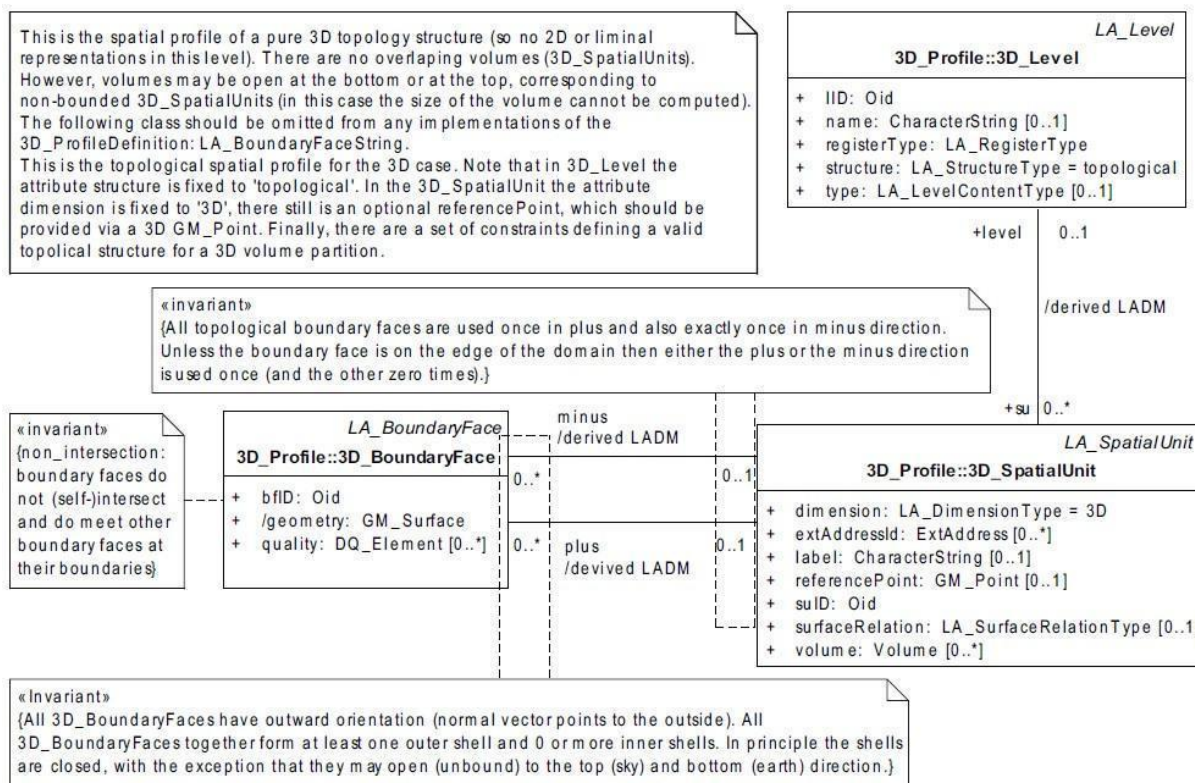 This is the spatial profile of a pure 3D topology structure (so no 2D or liminal
representations in this level). There are no overlaping volumes (3D_SpatialUnits).
However, volumes may be open at the bottom or at the top, corresponding to
non-bounded 3D_SpatialUnits (in this case the size of the volume cannot be computed).
The following class should be omitted from any implementations of the
3D_ProfileDefinition: LA_BoundaryFaceString.
This is the topological spatial profile for the 3D case. Note that in 3D_Level the
attribute structure is fixed to 'topological'. In the 3D_SpatialUnit the attribute
dimension is fixed to '3D', there still is an optional referencePoint, which should be
provided via a 3D GM_Point. Finally, there are a set of constraints defining a valid
topolical structure for a 3D volume partition.
LA_Level
3D_Profile::3D_Level
+ lID: Oid
+ name: CharacterString [0..1]
+ registerType: LA_RegisterType
+ structure: LA_StructureType = topological
+ type: LA_LevelContentType [0..1]
+level 0..1
/derived LADM
+su 0..*
«invariant»
{All topological boundary faces are used once in plus and also exactly once in minus direction.
Unless the boundary face is on the edge of the domain then either the plus or the minus direction
is used once (and the other zero times).}
«invariant»
{non_intersection:
boundary faces do
not (self-)intersect
and do meet other
boundary faces at
their boundaries}
LA_BoundaryFace
3D_Profile::3D_BoundaryFace
+ bfID: Oid
+ /geometry: GM_Surface
+ quality: DQ_Element [0..*]
minus
/derived LADM
0..* 0..1
0..* plus 0..1
/devived LADM
LA_SpatialUnit
3D_Profile::3D_SpatialUnit
+ dimension: LA_DimensionType = 3D
+ extAddressId: ExtAddress [0..*]
+ label: CharacterString [0..1]
+ referencePoint: GM_Point [0..1]
+ suID: Oid
+ surfaceRelation: LA_SurfaceRelationType [0..1
+ volume: Volume [0..*]
«Invariant»
{All 3D_BoundaryFaces have outward orientation (normal vector points to the outside). All
3D_BoundaryFaces together form at least one outer shell and 0 or more inner shells. In principle the shells
are closed, with the exception that they may open (unbound) to the top (sky) and bottom (earth) direction.}